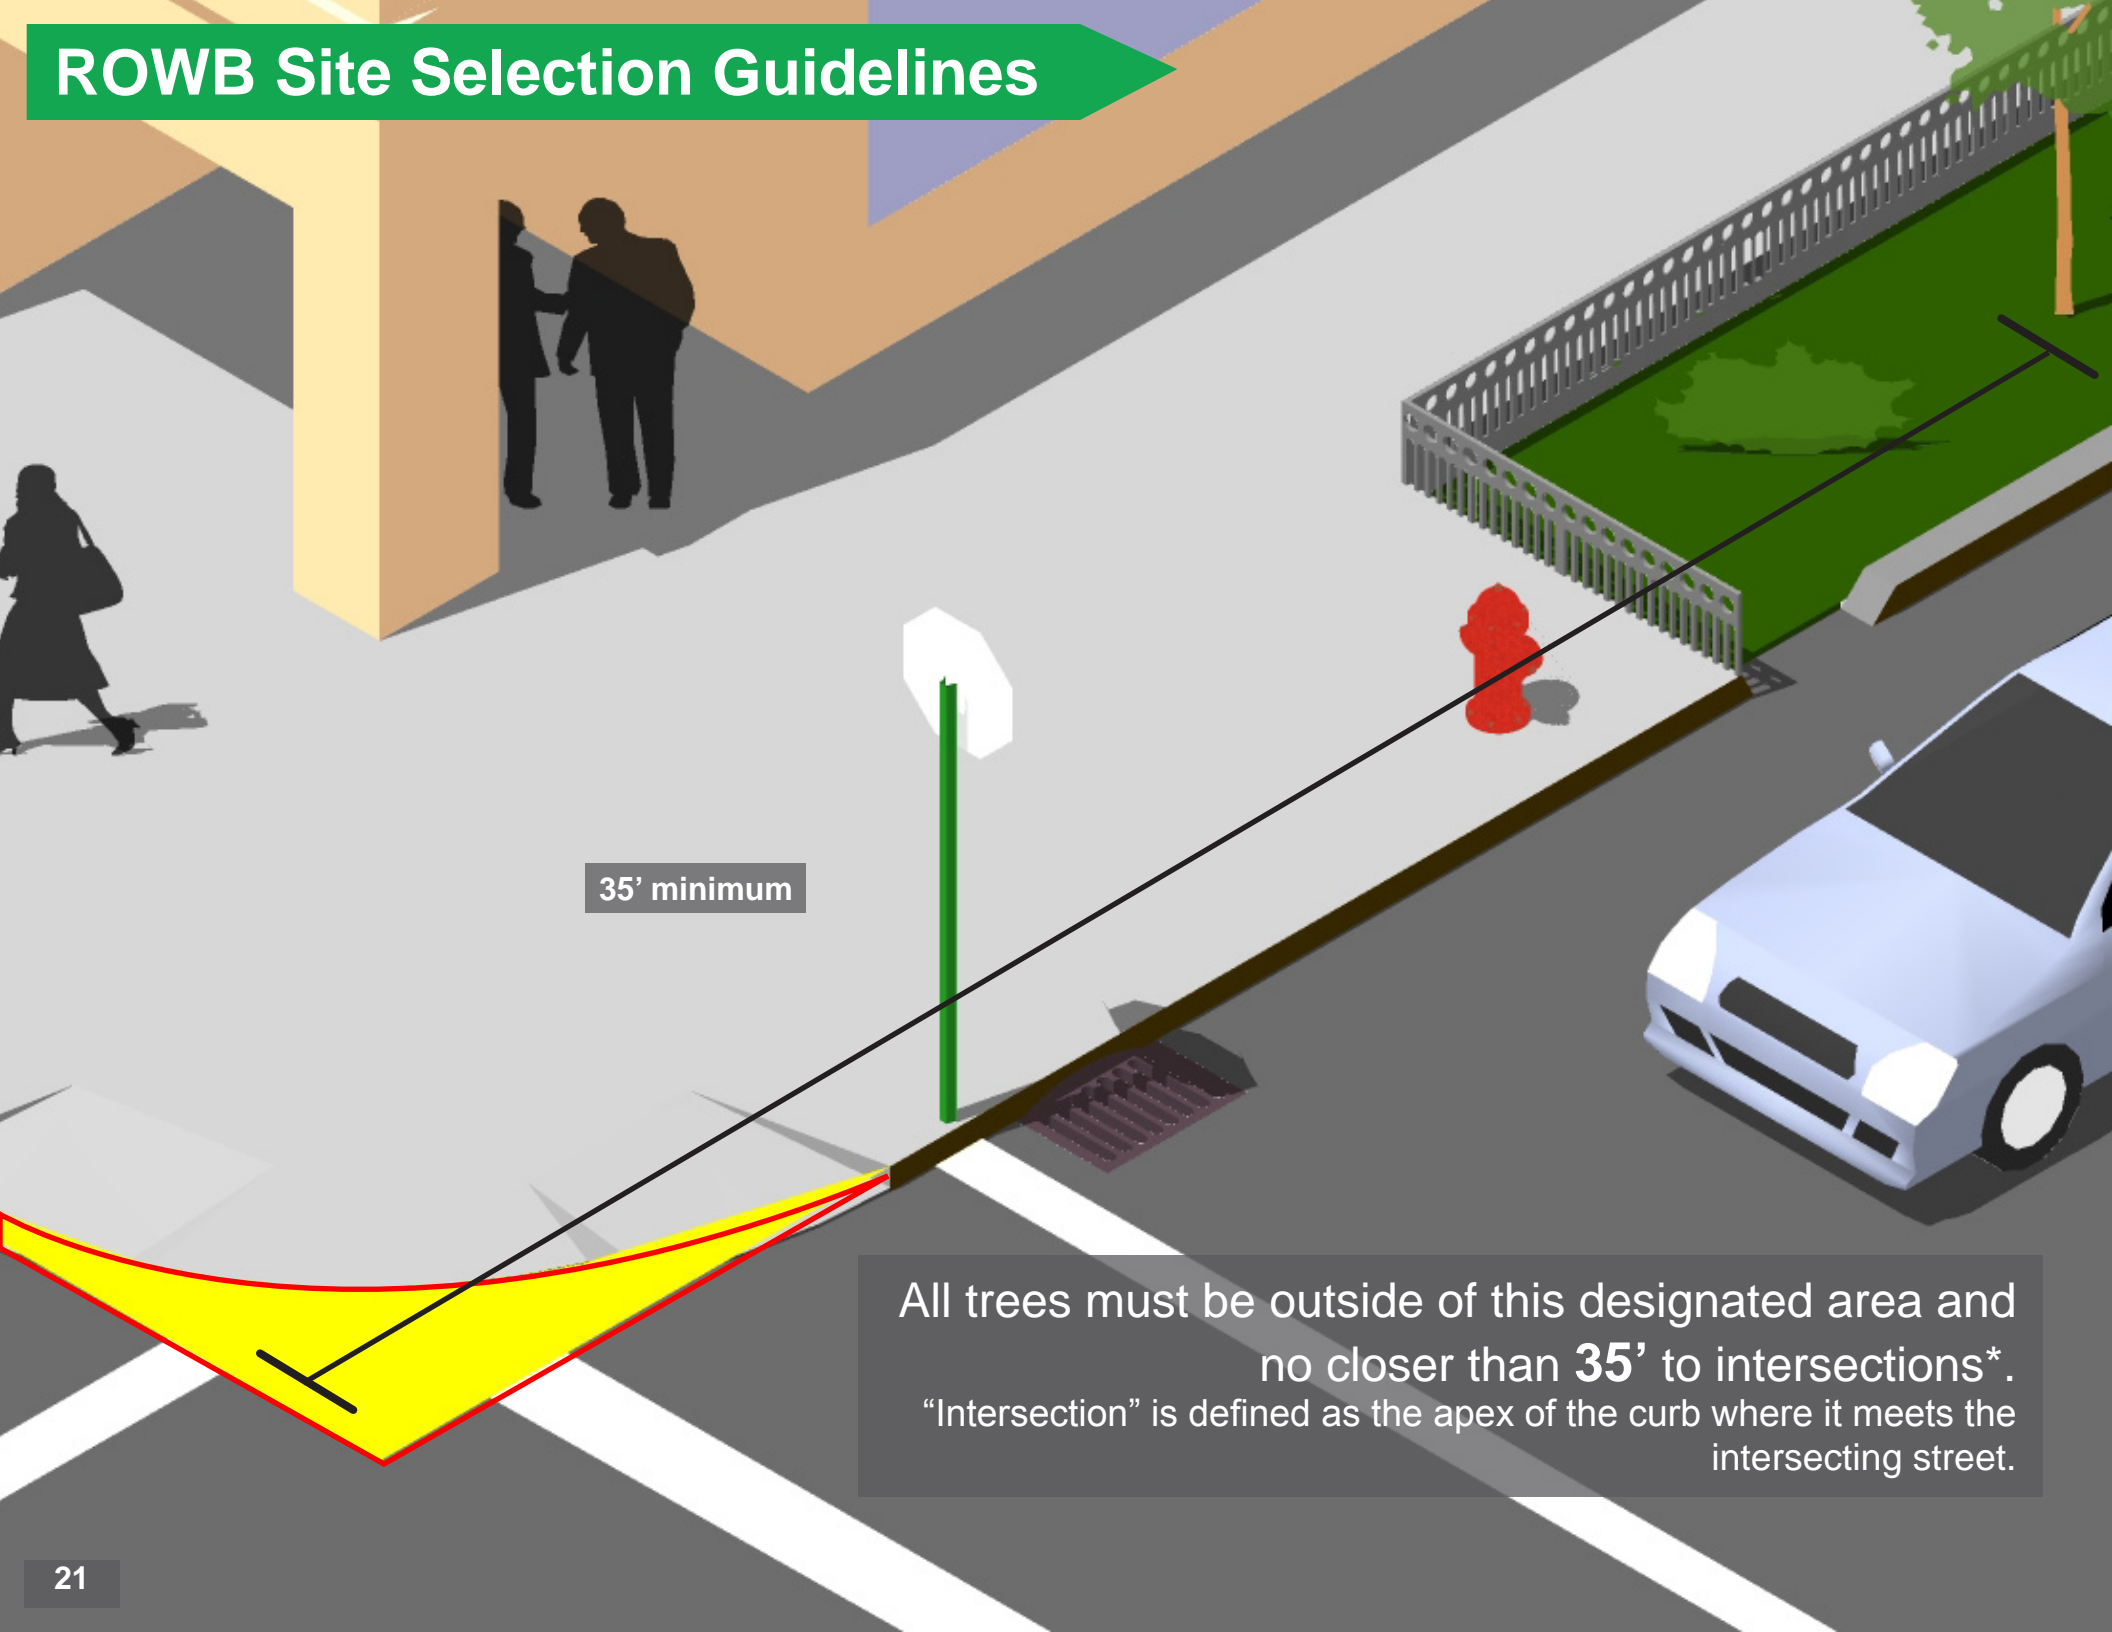 ROWB Site Selection Guidelines
35’ minimum
All trees must be outside of this designated area and
no closer than 35’ to intersections*.
“Intersection” is defined as the apex of the curb where it meets the
intersecting street.
21